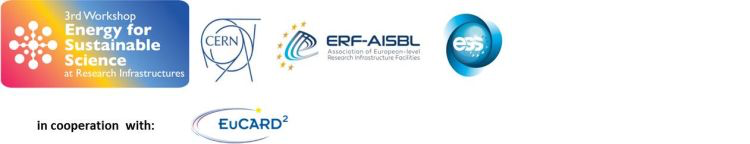 3rd Workshop
Energy for
Sustainable
Science
at Research Infrastructures
CERN
ERF-AISBL
Association of European-level
Research Infrastructure Facilities
ess
in cooperation with:
EuCARD²